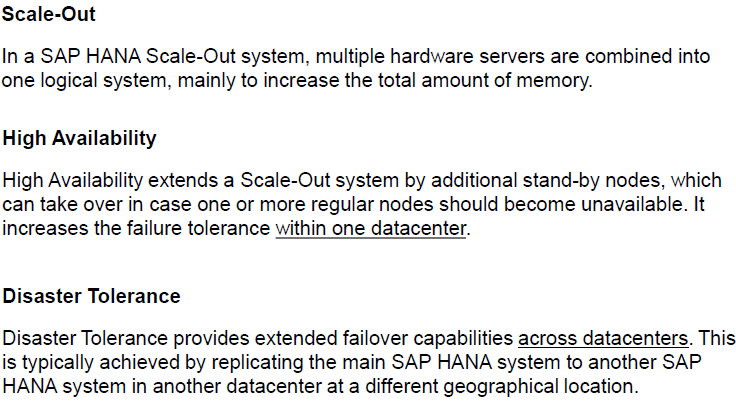 Scale-Out
In a SAP HANA Scale-Out system, multiple hardware servers are combined into
one logical system, mainly to increase the total amount of memory.
High Availability
High Availability extends a Scale-Out system by additional stand-by nodes, which
can take over in case one or more regular nodes should become unavailable. It
increases the failure tolerance within one datacenter.
Disaster Tolerance
Disaster Tolerance provides extended failover capabilities across datacenters. This
is typically achieved by replicating the main SAP HANA system to another SAP
HANA system in another datacenter at a different geographical location.